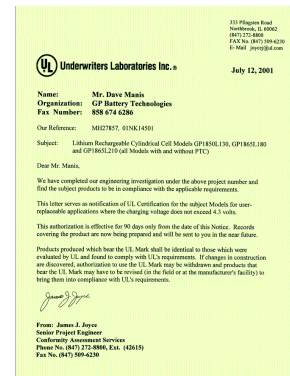 333 Pfingsten Road
Northbrook, IL 60062
(847) 272-8800
FAX No. (847) 509-6230
E- Mail joycej@ul.com
UL Underwriters Laboratories Inc.®
July 12, 2001
Name: Mr. Dave Manis
Organization: GP Battery Technologies
Fax Number: 858 674 6286
Our Reference: MH27857, 01NK14501
Subject: Lithium Rechargeable Cylindrical Cell Models GP1850L130, GP1865L180
and GP1865L210 (all Models with and without PTC)
Dear Mr. Manis,
We have completed our engineering investigation under the above project number and
find the subject products to be in compliance with the applicable requirements.
This letter serves as notification of UL Certification for the subject Models for user-
replaceable applications where the charging voltage does not exceed 4.3 volts.
This authorization is effective for 90 days only from the date of this Notice. Records
covering the product are now being prepared and will be sent to you in the near future.
Products produced which bear the UL Mark shall be identical to those which were
evaluated by UL and found to comply with UL's requirements. If changes in construction
are discovered, authorization to use the UL Mark may be withdrawn and products that
bear the UL Mark may have to be revised (in the field or at the manufacturer's facility) to
bring them into compliance with UL's requirements.
James J. Joyce
From: James J. Joyce
Senior Project Engineer
Conformity Assessment Services
Phone No. (847) 272-8800, Ext. (42615)
Fax No. (847) 509-6230